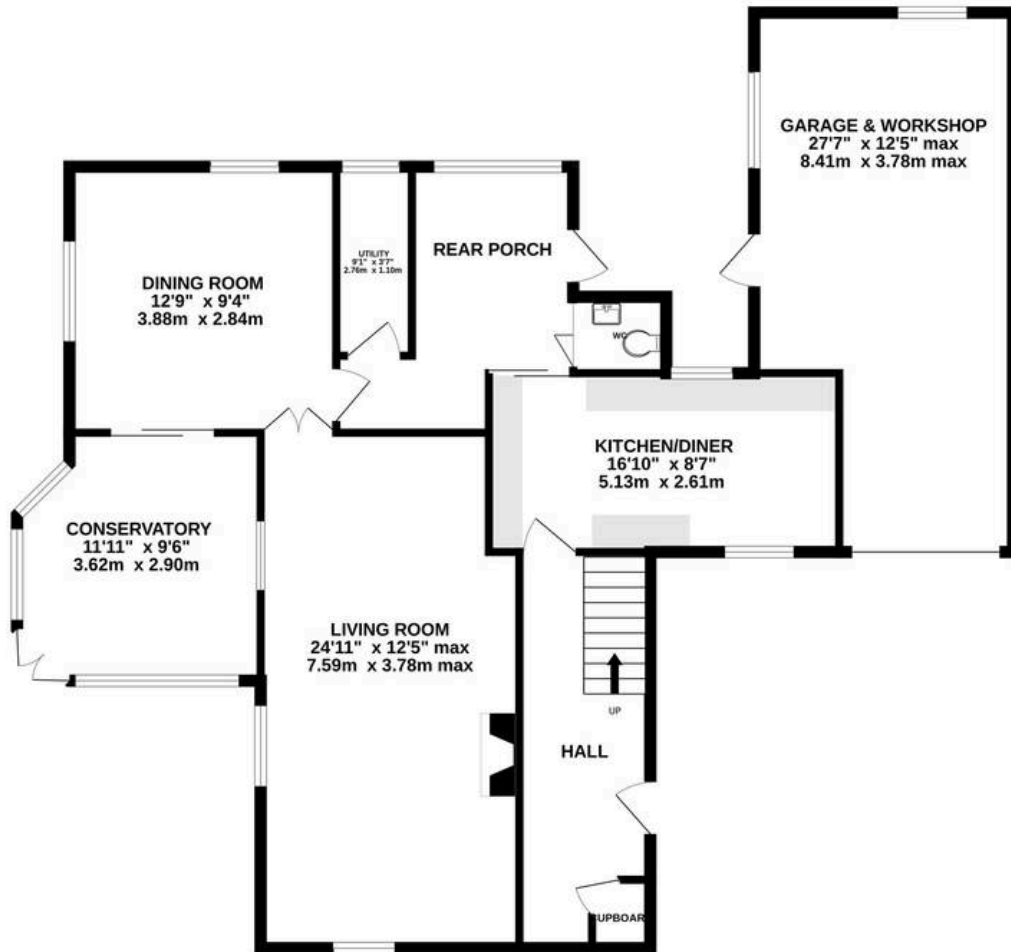 GARAGE & WORKSHOP
27'7" x 12'5" max
8.41m x 3.78m max
UTILITY
9'1" x 3'7"
2.76m x 1.10m
REAR PORCH
DINING ROOM
12'9" x 9'4"
3.88m x 2.84m
WC
KITCHEN/DINER
16'10" x 8'7"
5.13m x 2.61m
CONSERVATORY
11'11" x 9'6"
3.62m x 2.90m
LIVING ROOM
24'11" x 12'5" max
7.59m x 3.78m max
UP
HALL
CUPBOAR